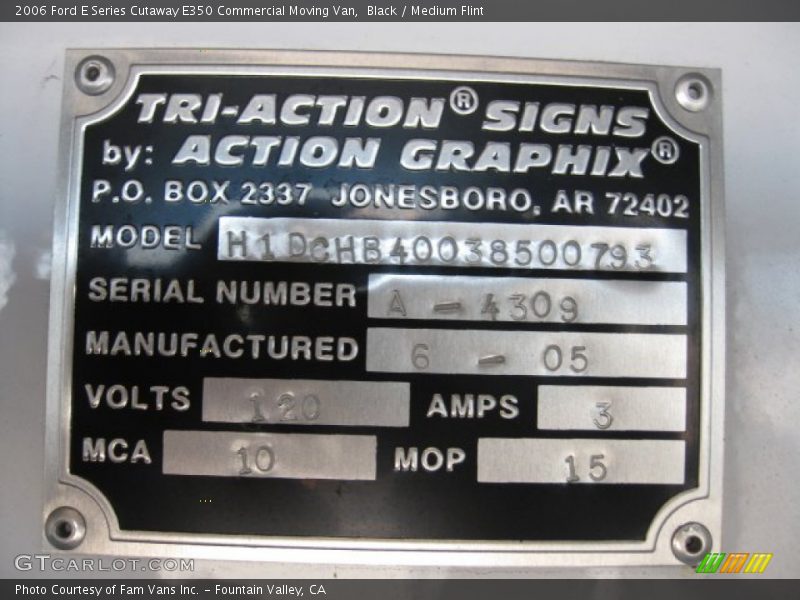 2006 Ford E Series Cutaway E350 Commercial Moving Van,  Black / Medium Flint
TRI-ACTION® SIGNS
by: ACTION GRAPHIX®
P.O. BOX 2337 JONESBORO, AR 72402
MODEL H1DCHB40038500793
SERIAL NUMBER A - 4309
MANUFACTURED 6 - 05
VOLTS 120 AMPS 3
MCA 10 MOP 15
GTCARLOT.COM
Photo Courtesy of Fam Vans Inc. - Fountain Valley, CA